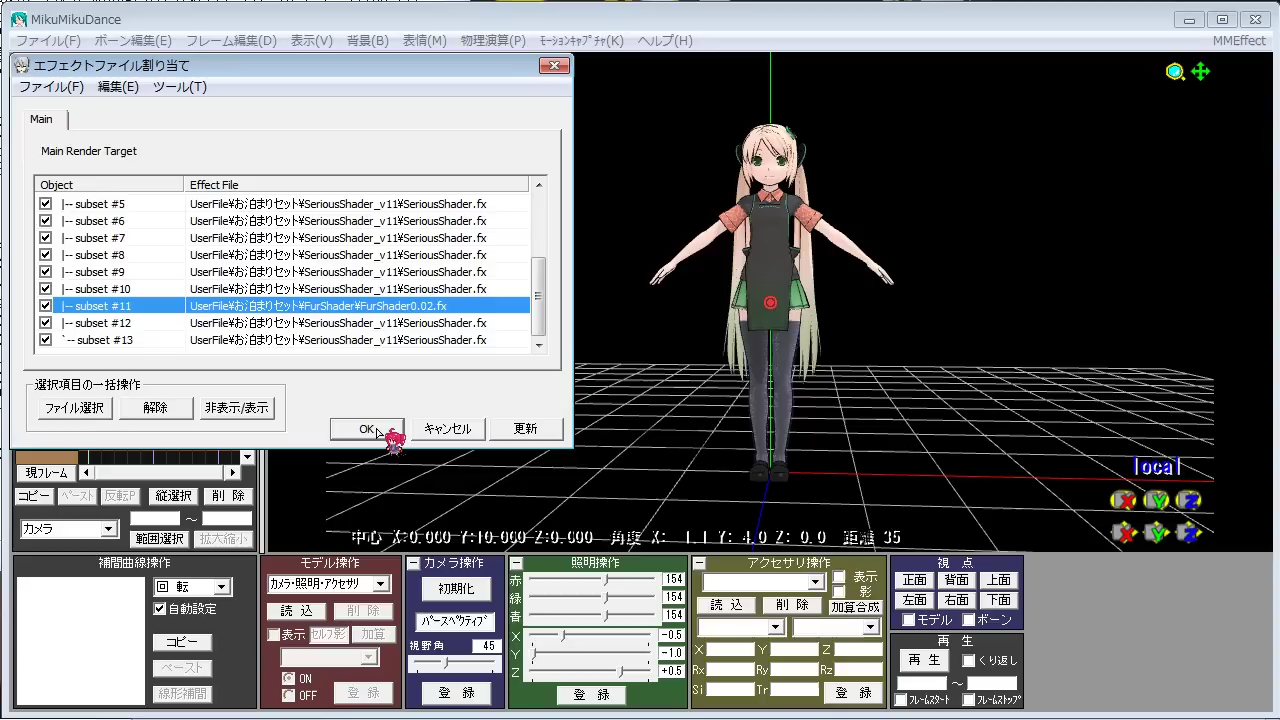 MikuMikuDance
ファイル(F) ボーン編集(E) フレーム編集(D) 表示(V) 背景(B) 表情(M) 物理演算(P) ﾓｰｼｮﾝｷｬﾌﾟﾁｬ(K) ヘルプ(H) MMEffect
エフェクトファイル割り当て
ファイル(F) 編集(E) ツール(T)
Main
Main Render Target
Object Effect File
|-- subset #5 UserFile¥お泊まりセット¥SeriousShader_v11¥SeriousShader.fx
|-- subset #6 UserFile¥お泊まりセット¥SeriousShader_v11¥SeriousShader.fx
|-- subset #7 UserFile¥お泊まりセット¥SeriousShader_v11¥SeriousShader.fx
|-- subset #8 UserFile¥お泊まりセット¥SeriousShader_v11¥SeriousShader.fx
|-- subset #9 UserFile¥お泊まりセット¥SeriousShader_v11¥SeriousShader.fx
|-- subset #10 UserFile¥お泊まりセット¥SeriousShader_v11¥SeriousShader.fx
|-- subset #11 UserFile¥お泊まりセット¥FurShader¥FurShader0.02.fx
|-- subset #12 UserFile¥お泊まりセット¥SeriousShader_v11¥SeriousShader.fx
`-- subset #13 UserFile¥お泊まりセット¥SeriousShader_v11¥SeriousShader.fx
選択項目の一括操作
ファイル選択 解除 非表示/表示
OK キャンセル 更新
現フレーム
コピー ペースト 反転P 縦選択 削 除
カメラ ～
範囲選択 拡大縮小
local
X Y Z
X Y Z
中心 X:0.000 Y:10.000 Z:0.000 角度 X: 1.1 Y: 4.0 Z: 0.0 距離 35
補間曲線操作
回 転
自動設定
コピー
ペースト
線形補間
モデル操作
カメラ・照明・アクセサリ
読 込 削 除
表示 セルフ影 加算
ON
OFF 登 録
カメラ操作
初期化
パースペクティブ
視野角 45
登 録
照明操作
赤 154
緑 154
青 154
X -0.5
Y -1.0
Z +0.5
登 録
アクセサリ操作
表示
影
読 込 削 除 加算合成
X Y Z
Rx Ry Rz
Si Tr 登 録
視 点
正面 背面 上面
左面 右面 下面
モデル ボーン
再 生
再 生 くり返し
～
ﾌﾚｰﾑｽﾀｰﾄ ﾌﾚｰﾑｽﾄｯﾌﾟ